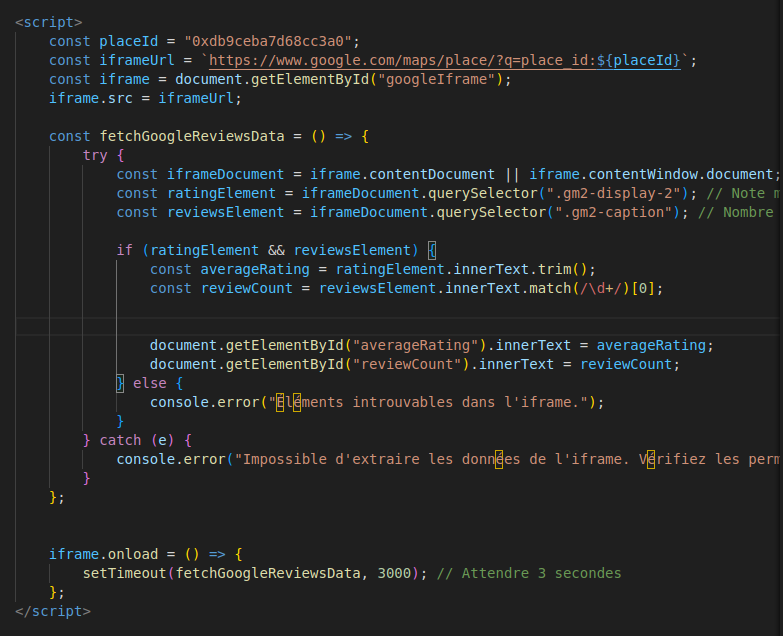 <script>
const placeId = "0xdb9ceba7d68cc3a0";
const iframeUrl = `https://www.google.com/maps/place/?q=place_id:${placeId}`;
const iframe = document.getElementById("googleIframe");
iframe.src = iframeUrl;
const fetchGoogleReviewsData = () => {
try {
const iframeDocument = iframe.contentDocument || iframe.contentWindow.document;
const ratingElement = iframeDocument.querySelector(".gm2-display-2"); // Note m
const reviewsElement = iframeDocument.querySelector(".gm2-caption"); // Nombre
if (ratingElement && reviewsElement) {
const averageRating = ratingElement.innerText.trim();
const reviewCount = reviewsElement.innerText.match(/\d+/)[0];
document.getElementById("averageRating").innerText = averageRating;
document.getElementById("reviewCount").innerText = reviewCount;
} else {
console.error("Éléments introuvables dans l'iframe.");
}
} catch (e) {
console.error("Impossible d'extraire les données de l'iframe. Vérifiez les perm
}
};
iframe.onload = () => {
setTimeout(fetchGoogleReviewsData, 3000); // Attendre 3 secondes
};
</script>